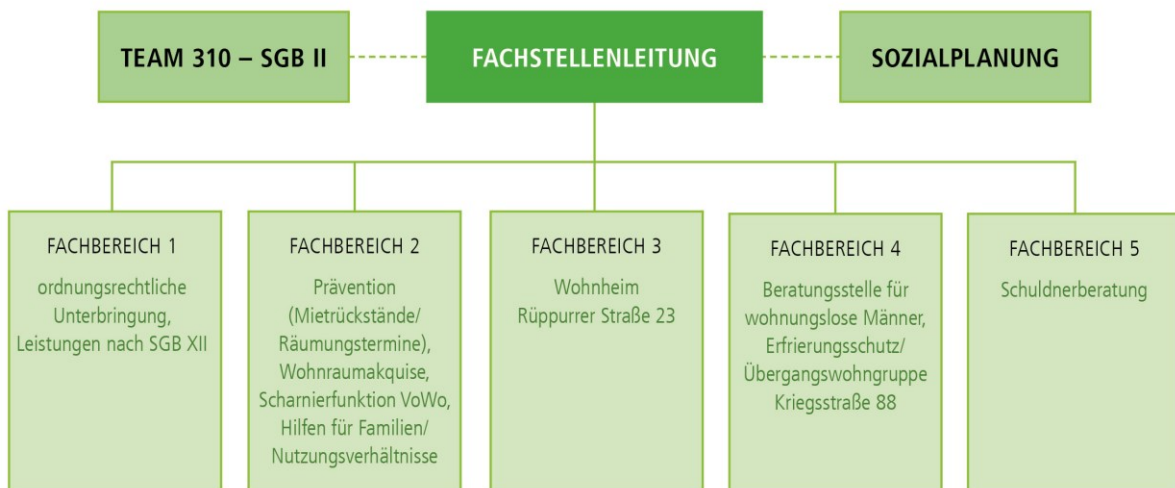 TEAM 310 – SGB II
FACHSTELLENLEITUNG
SOZIALPLANUNG
FACHBEREICH 1
ordnungsrechtliche
Unterbringung,
Leistungen nach SGB XII
FACHBEREICH 2
Prävention
(Mietrückstände/
Räumungstermine),
Wohnraumakquise,
Scharnierfunktion VoWo,
Hilfen für Familien/
Nutzungsverhältnisse
FACHBEREICH 3
Wohnheim
Rüppurrer Straße 23
FACHBEREICH 4
Beratungsstelle für
wohnungslose Männer,
Erfrierungsschutz/
Übergangswohngruppe
Kriegsstraße 88
FACHBEREICH 5
Schuldnerberatung